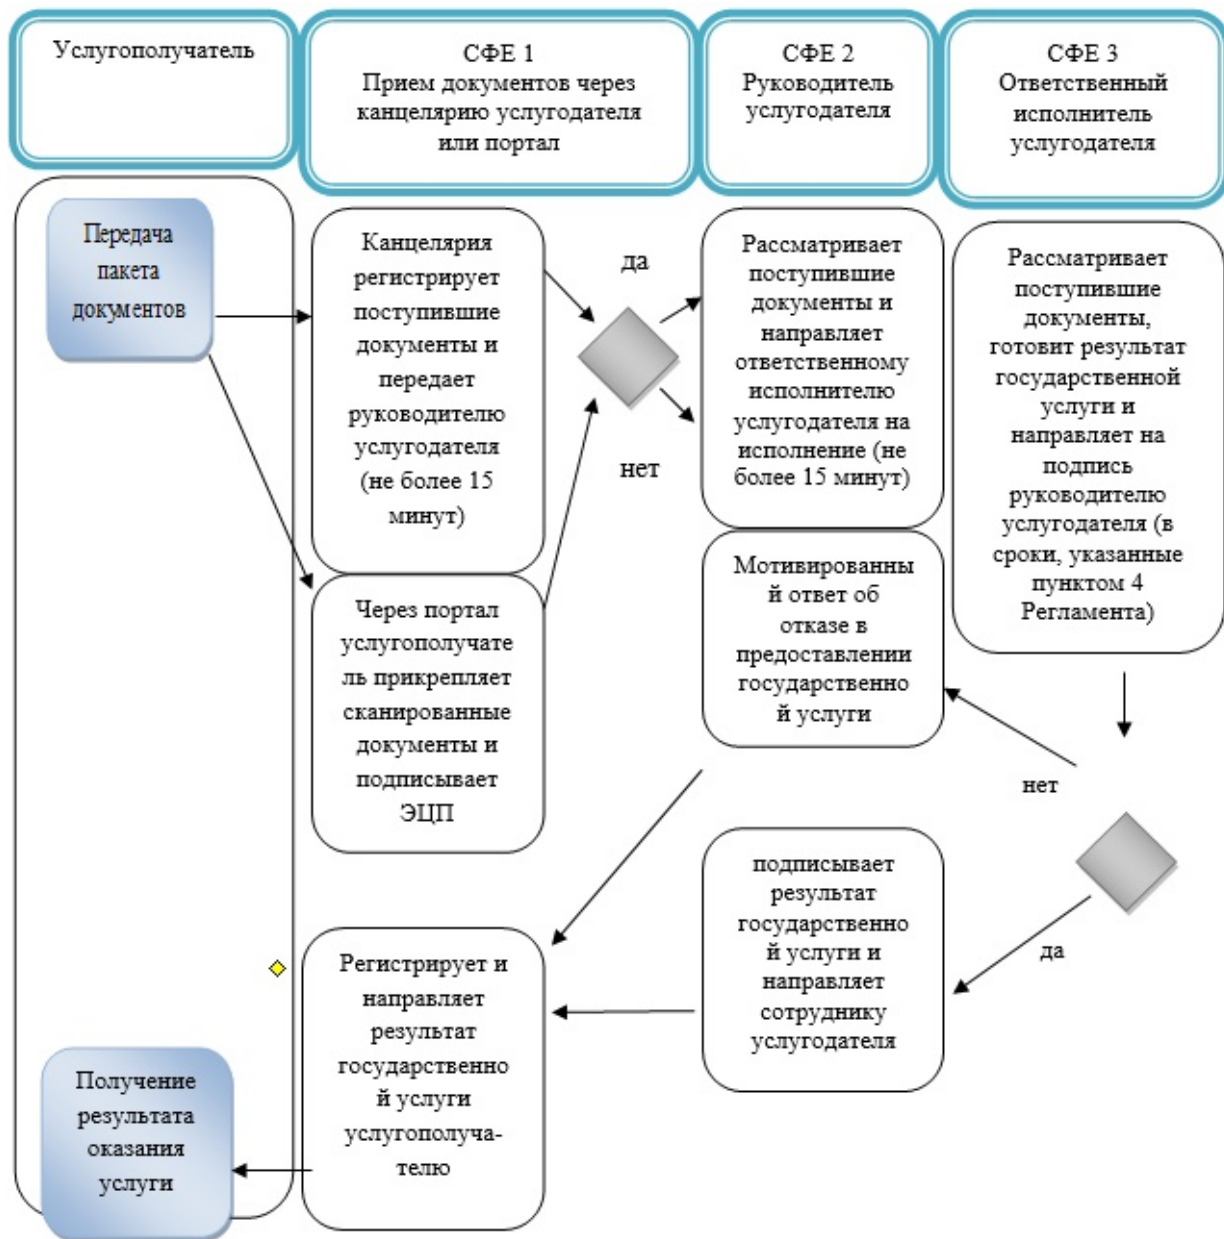 Услугополучатель
СФЕ 1
Прием документов через
канцелярию услугодателя
или портал
СФЕ 2
Руководитель
услугодателя
СФЕ 3
Ответственный
исполнитель
услугодателя
Передача
пакета
документов
Канцелярия
регистрирует
поступившие
документы и
передает
руководителю
услугодателя
(не более 15
минут)
да
нет
Рассматривает
поступившие
документы и
направляет
ответственному
исполнителю
услугодателя на
исполнение (не
более 15 минут)
Рассматривает
поступившие
документы,
готовит результат
государственной
услуги и
направляет на
подпись
руководителю
услугодателя (в
сроки, указанные
пунктом 4
Регламента)
Через портал
услугополучате
ль прикрепляет
сканированные
документы и
подписывает
ЭЦП
Мотивированны
й ответ об
отказе в
предоставлении
государственно
й услуги
нет
да
подписывает
результат
государственно
й услуги и
направляет
сотруднику
услугодателя
Регистрирует и
направляет
результат
государственно
й услуги
услугополуча-
телю
Получение
результата
оказания
услуги